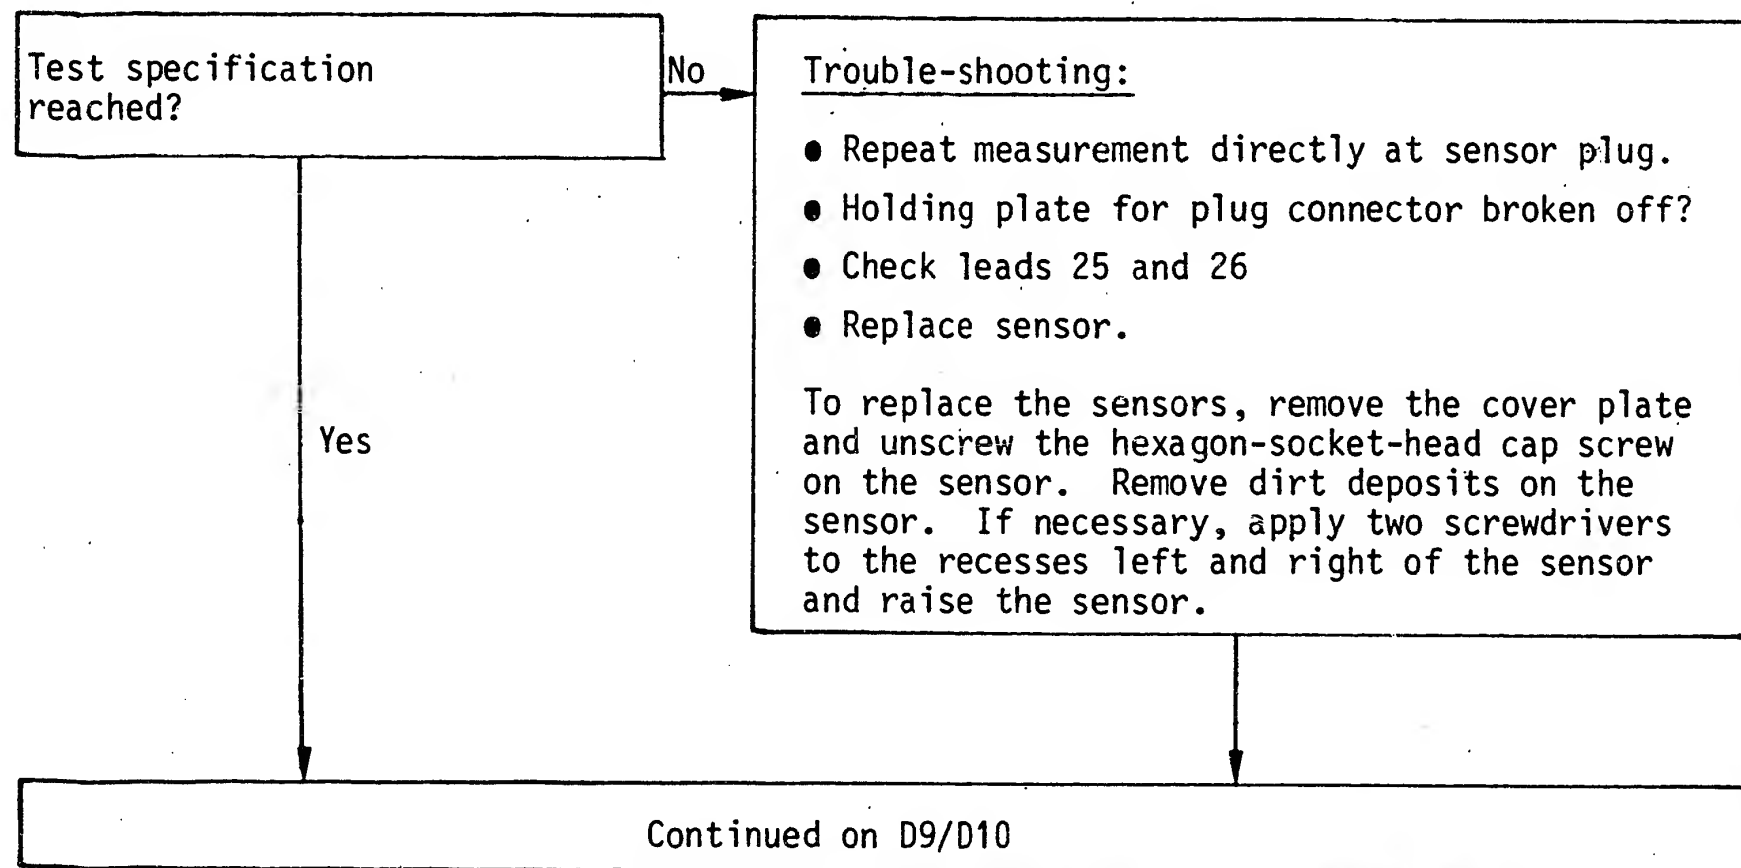 Test specification
reached?
No
Trouble-shooting:
● Repeat measurement directly at sensor plug.
● Holding plate for plug connector broken off?
● Check leads 25 and 26
● Replace sensor.
To replace the sensors, remove the cover plate
and unscrew the hexagon-socket-head cap screw
on the sensor.  Remove dirt deposits on the
sensor.  If necessary, apply two screwdrivers
to the recesses left and right of the sensor
and raise the sensor.
Yes
Continued on D9/D10